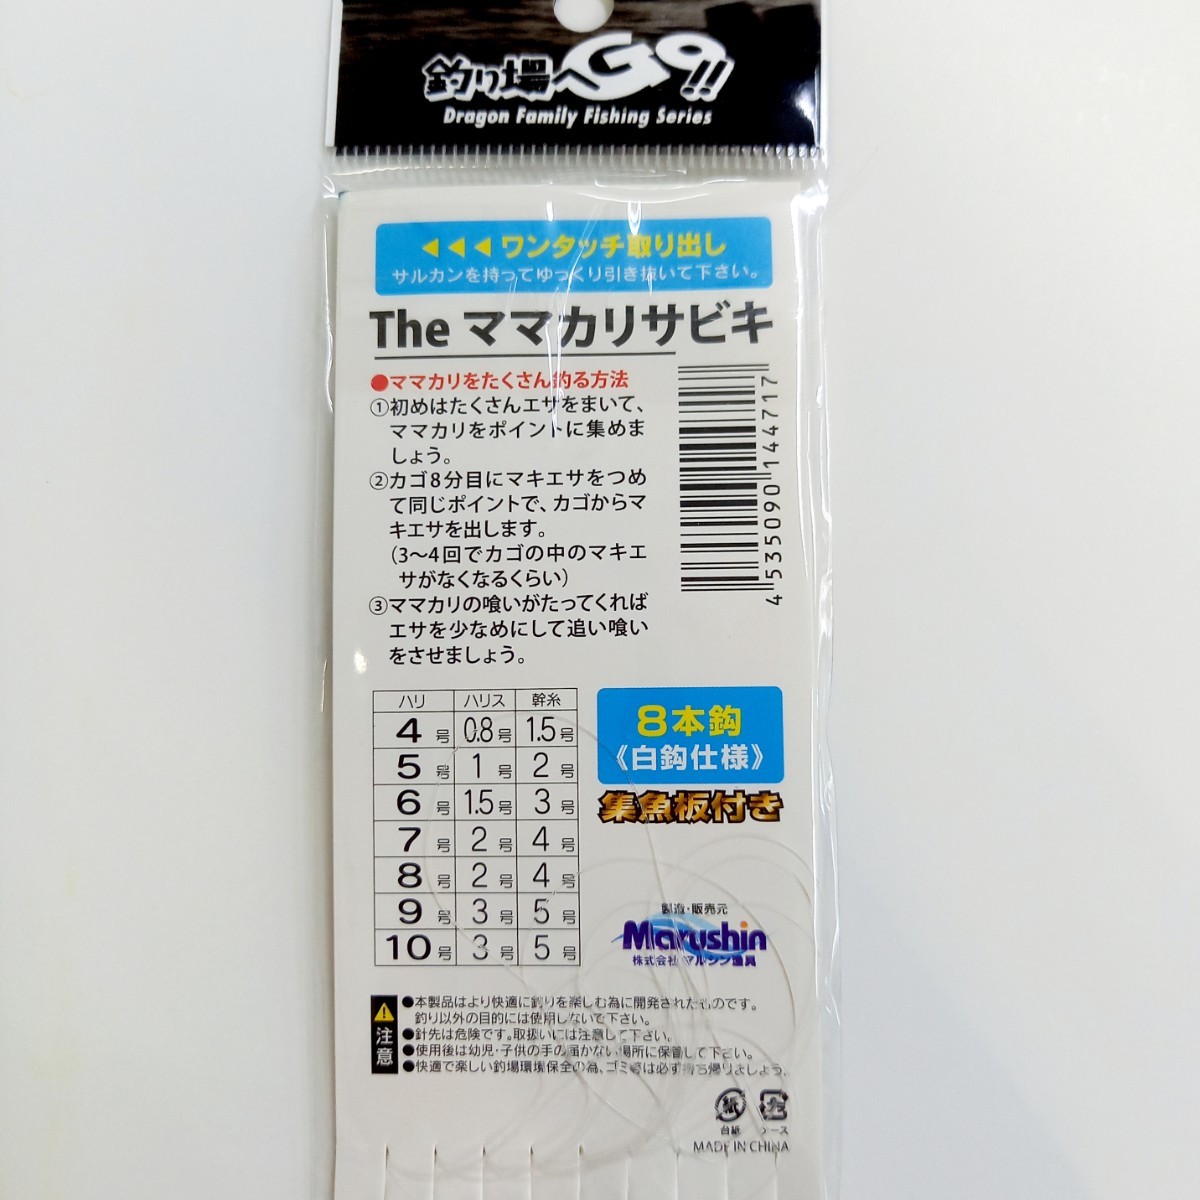 釣り場へGO!!
Dragon Family Fishing Series
◀◀◀ワンタッチ取り出し
サルカンを持ってゆっくり引き抜いて下さい。
The ママカリサビキ
●ママカリをたくさん釣る方法
①初めはたくさんエサをまいて、
ママカリをポイントに集めま
しょう。
②カゴ8分目にマキエサをつめ
て同じポイントで、カゴからマ
キエサを出します。
(3〜4回でカゴの中のマキエ
サがなくなるくらい)
③ママカリの喰いがたってくれば
エサを少なめにして追い喰い
をさせましょう。
4 535090 144717
ハリ ハリス 幹糸
4号 0.8号 1.5号
5号 1号 2号
6号 1.5号 3号
7号 2号 4号
8号 2号 4号
9号 3号 5号
10号 3号 5号
8本鈎
《白鈎仕様》
集魚板付き
製造・販売元
Marushin
株式会社 マルシン漁具
注意
●本製品はより快適に釣りを楽しむ為に開発されたものです。
釣り以外の目的には使用しないで下さい。
●針先は危険です。取扱いには注意して下さい。
●使用後は幼児・子供の手の届かない場所に保管して下さい。
●快適で楽しい釣場環境保全の為、ゴミ等は必ず持ち帰りましょう。
紙 プラ
台紙 ケース
MADE IN CHINA